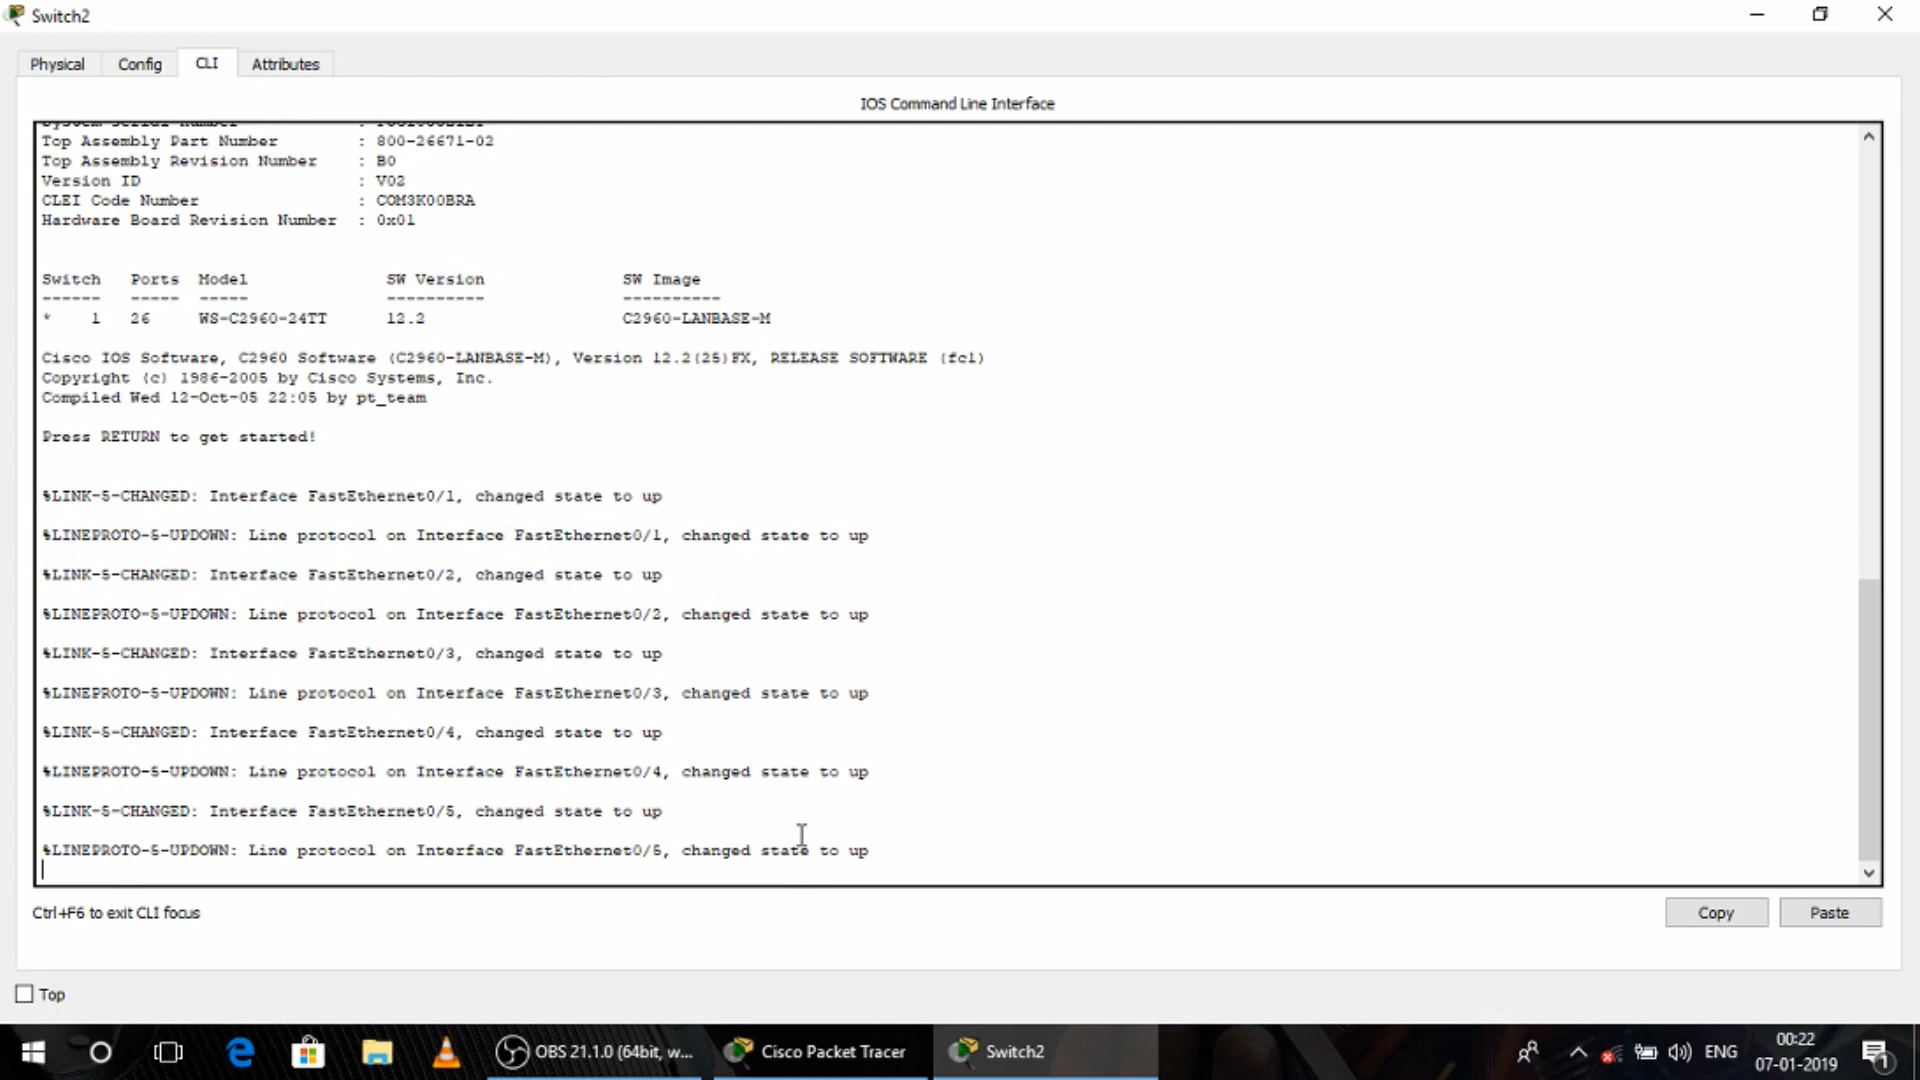 Switch2
Physical
Config
CLI
Attributes
IOS Command Line Interface
Top Assembly Part Number : 800-26671-02
Top Assembly Revision Number : B0
Version ID : V02
CLEI Code Number : COM3K00BRA
Hardware Board Revision Number : 0x01
Switch Ports Model SW Version SW Image
------ ----- ----- ---------- ----------
* 1 26 WS-C2960-24TT 12.2 C2960-LANBASE-M
Cisco IOS Software, C2960 Software (C2960-LANBASE-M), Version 12.2(25)FX, RELEASE SOFTWARE (fc1)
Copyright (c) 1986-2005 by Cisco Systems, Inc.
Compiled Wed 12-Oct-05 22:05 by pt_team
Press RETURN to get started!
%LINK-5-CHANGED: Interface FastEthernet0/1, changed state to up
%LINEPROTO-5-UPDOWN: Line protocol on Interface FastEthernet0/1, changed state to up
%LINK-5-CHANGED: Interface FastEthernet0/2, changed state to up
%LINEPROTO-5-UPDOWN: Line protocol on Interface FastEthernet0/2, changed state to up
%LINK-5-CHANGED: Interface FastEthernet0/3, changed state to up
%LINEPROTO-5-UPDOWN: Line protocol on Interface FastEthernet0/3, changed state to up
%LINK-5-CHANGED: Interface FastEthernet0/4, changed state to up
%LINEPROTO-5-UPDOWN: Line protocol on Interface FastEthernet0/4, changed state to up
%LINK-5-CHANGED: Interface FastEthernet0/5, changed state to up
%LINEPROTO-5-UPDOWN: Line protocol on Interface FastEthernet0/5, changed state to up
Ctrl+F6 to exit CLI focus
Copy
Paste
Top
OBS 21.1.0 (64bit, w...
Cisco Packet Tracer
Switch2
ENG
00:22
07-01-2019
1